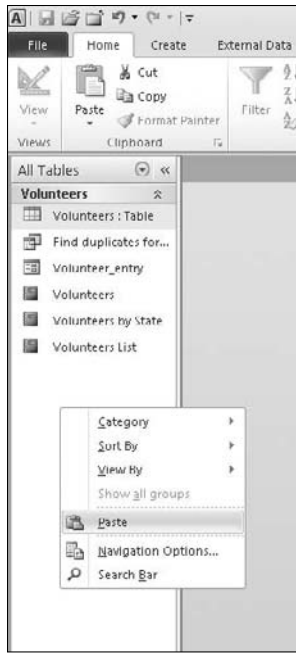 A
File Home Create External Data
View
Paste
Cut
Copy
Format Painter
Filter
Views Clipboard
All Tables
Volunteers
Volunteers : Table
Find duplicates for...
Volunteer_entry
Volunteers
Volunteers by State
Volunteers List
Category
Sort By
View By
Show all groups
Paste
Navigation Options...
Search Bar